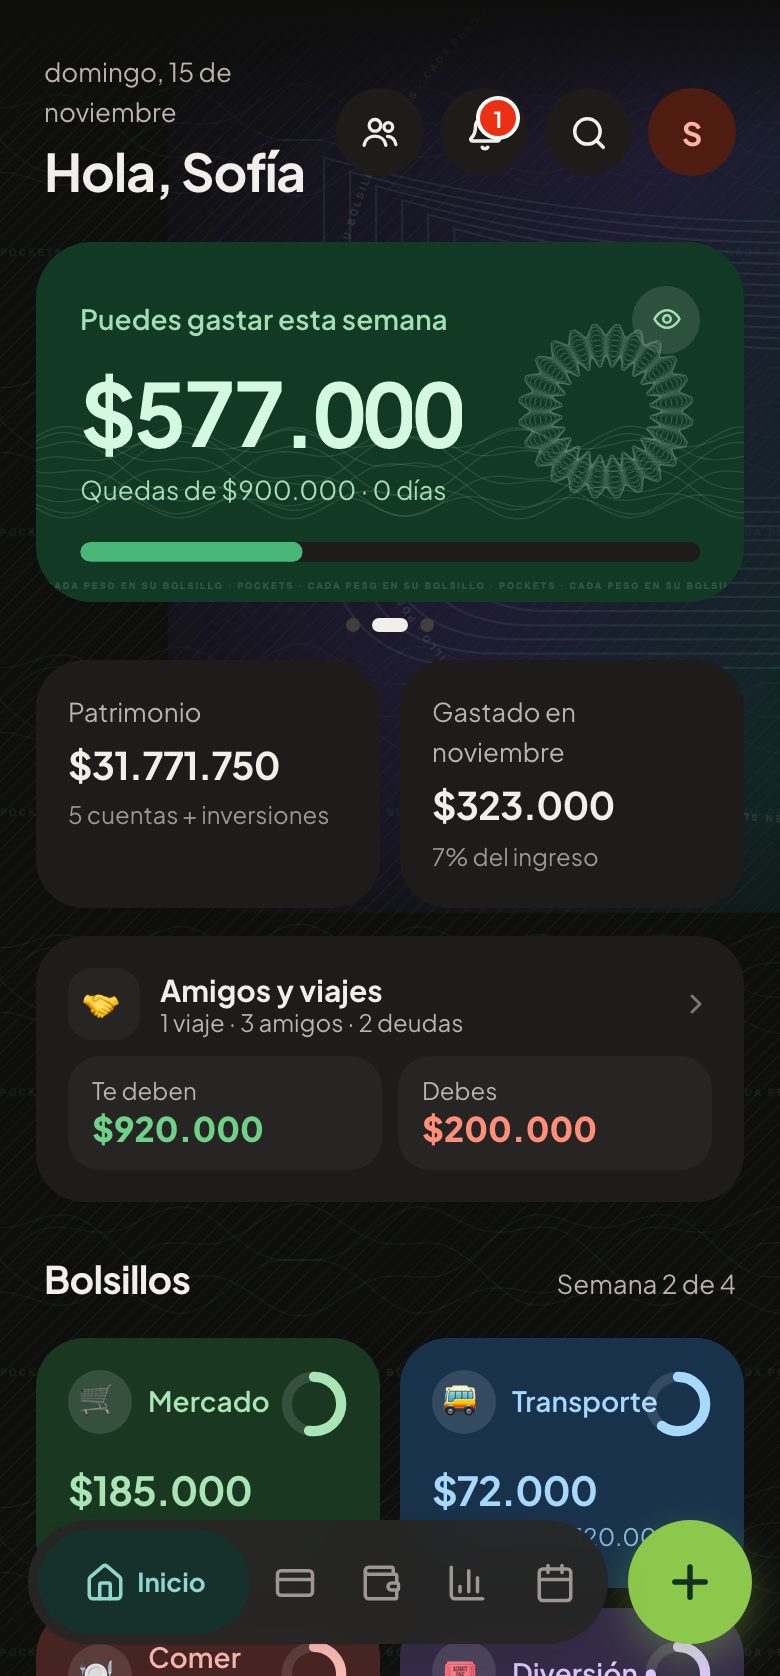 domingo, 15 de
noviembre
Hola, Sofía
1
S
Puedes gastar esta semana
$577.000
Quedas de $900.000 · 0 días
ADA PESO EN SU BOLSILLO · POCKETS · CADA PESO EN SU BOLSILLO · POCKETS · CADA PESO EN SU BOLSIL
Patrimonio
$31.771.750
5 cuentas + inversiones
Gastado en
noviembre
$323.000
7% del ingreso
Amigos y viajes
1 viaje · 3 amigos · 2 deudas
Te deben
$920.000
Debes
$200.000
Bolsillos
Semana 2 de 4
Mercado
$185.000
Transporte
$72.000
Inicio
Comer
Diversión